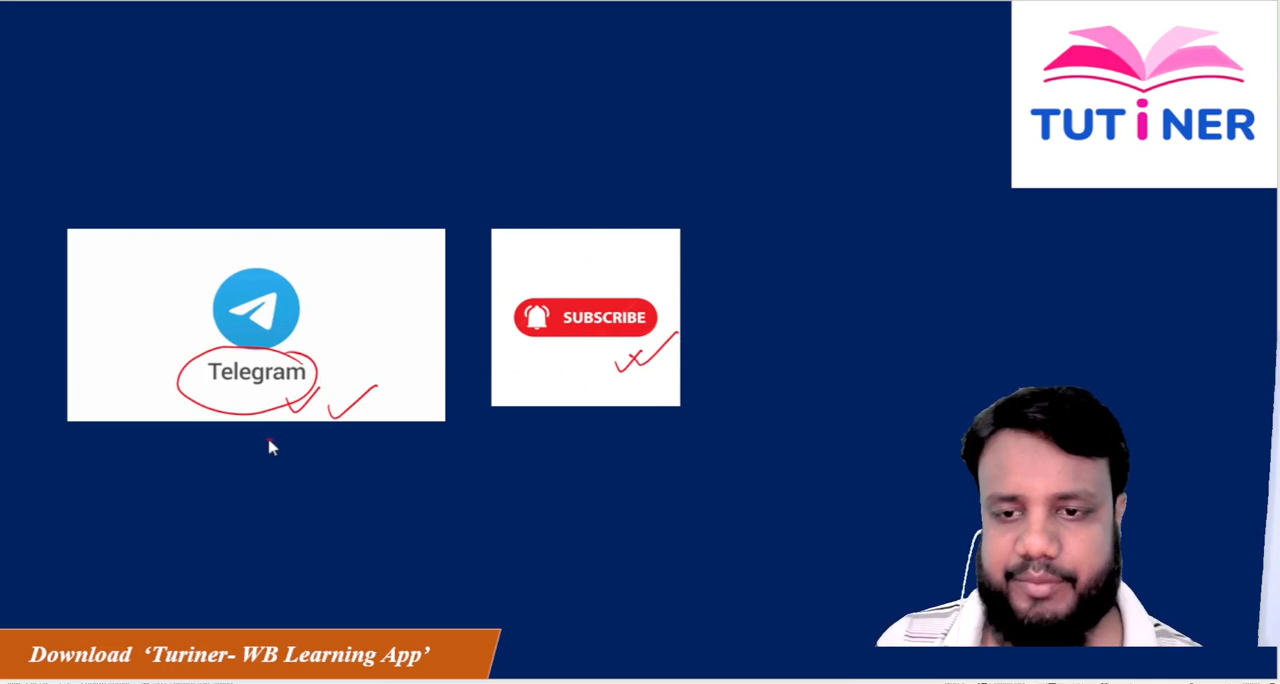 TUTiNER
Telegram
SUBSCRIBE
Download ‘Turiner- WB Learning App’